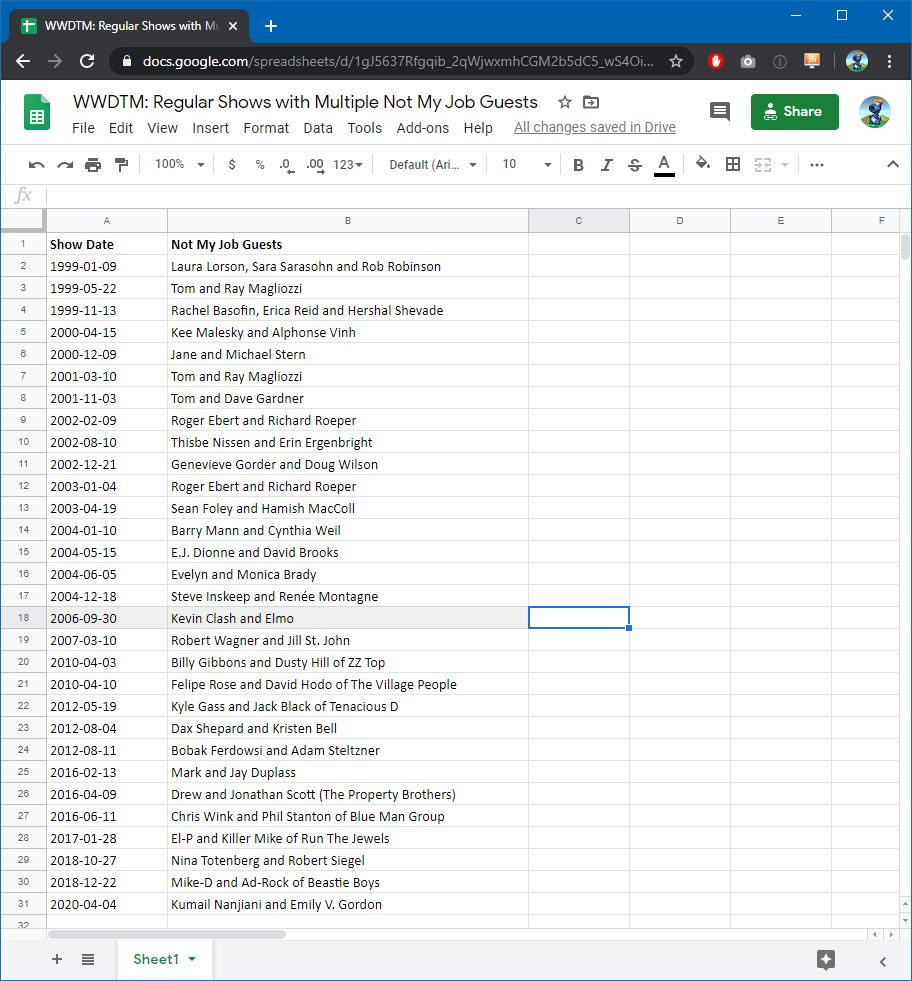 WWDTM: Regular Shows with Mu
docs.google.com/spreadsheets/d/1gJ5637Rfgqib_2qWjwxmhCGM2b5dC5_wS4Oi...
WWDTM: Regular Shows with Multiple Not My Job Guests
Share
File Edit View Insert Format Data Tools Add-ons Help All changes saved in Drive
100% $ % .0 .00 123 Default (Ari... 10 B I S A
fx
A B C D E F
1 Show Date Not My Job Guests
2 1999-01-09 Laura Lorson, Sara Sarasohn and Rob Robinson
3 1999-05-22 Tom and Ray Magliozzi
4 1999-11-13 Rachel Basofin, Erica Reid and Hershal Shevade
5 2000-04-15 Kee Malesky and Alphonse Vinh
6 2000-12-09 Jane and Michael Stern
7 2001-03-10 Tom and Ray Magliozzi
8 2001-11-03 Tom and Dave Gardner
9 2002-02-09 Roger Ebert and Richard Roeper
10 2002-08-10 Thisbe Nissen and Erin Ergenbright
11 2002-12-21 Genevieve Gorder and Doug Wilson
12 2003-01-04 Roger Ebert and Richard Roeper
13 2003-04-19 Sean Foley and Hamish MacColl
14 2004-01-10 Barry Mann and Cynthia Weil
15 2004-05-15 E.J. Dionne and David Brooks
16 2004-06-05 Evelyn and Monica Brady
17 2004-12-18 Steve Inskeep and Renée Montagne
18 2006-09-30 Kevin Clash and Elmo
19 2007-03-10 Robert Wagner and Jill St. John
20 2010-04-03 Billy Gibbons and Dusty Hill of ZZ Top
21 2010-04-10 Felipe Rose and David Hodo of The Village People
22 2012-05-19 Kyle Gass and Jack Black of Tenacious D
23 2012-08-04 Dax Shepard and Kristen Bell
24 2012-08-11 Bobak Ferdowsi and Adam Steltzner
25 2016-02-13 Mark and Jay Duplass
26 2016-04-09 Drew and Jonathan Scott (The Property Brothers)
27 2016-06-11 Chris Wink and Phil Stanton of Blue Man Group
28 2017-01-28 El-P and Killer Mike of Run The Jewels
29 2018-10-27 Nina Totenberg and Robert Siegel
30 2018-12-22 Mike-D and Ad-Rock of Beastie Boys
31 2020-04-04 Kumail Nanjiani and Emily V. Gordon
32
Sheet1